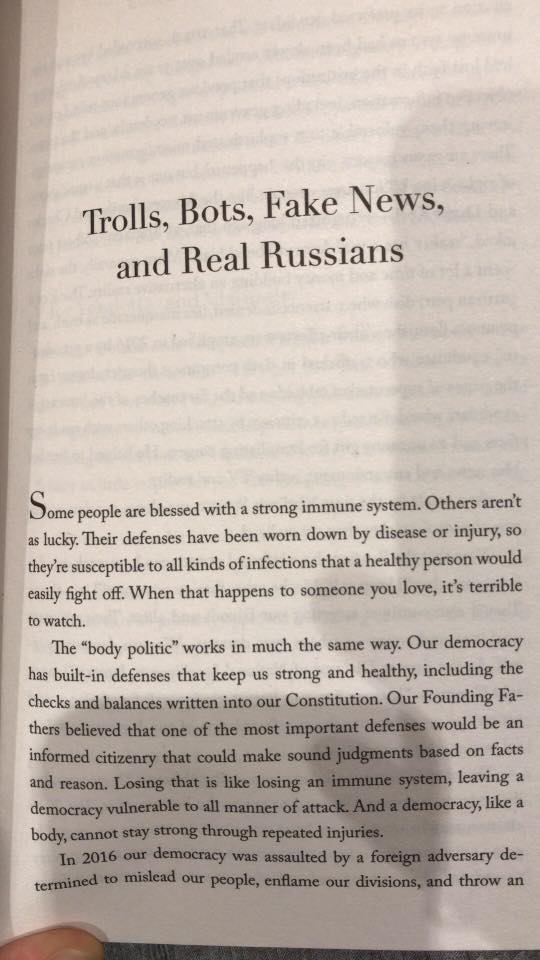 Trolls, Bots, Fake News,
and Real Russians
Some people are blessed with a strong immune system. Others aren't
as lucky. Their defenses have been worn down by disease or injury, so
they're susceptible to all kinds of infections that a healthy person would
easily fight off. When that happens to someone you love, it's terrible
to watch.
The “body politic” works in much the same way. Our democracy
has built-in defenses that keep us strong and healthy, including the
checks and balances written into our Constitution. Our Founding Fa-
thers believed that one of the most important defenses would be an
informed citizenry that could make sound judgments based on facts
and reason. Losing that is like losing an immune system, leaving a
democracy vulnerable to all manner of attack. And a democracy, like a
body, cannot stay strong through repeated injuries.
In 2016 our democracy was assaulted by a foreign adversary de-
termined to mislead our people, enflame our divisions, and throw an